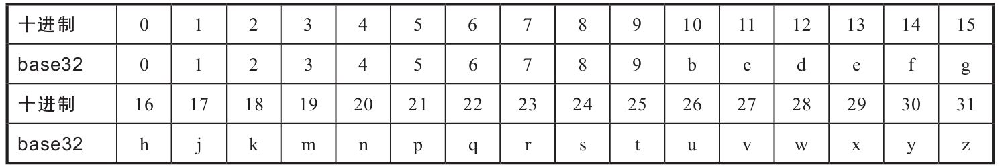 十进制 0 1 2 3 4 5 6 7 8 9 10 11 12 13 14 15
base32 0 1 2 3 4 5 6 7 8 9 b c d e f g
十进制 16 17 18 19 20 21 22 23 24 25 26 27 28 29 30 31
base32 h j k m n p q r s t u v w x y z